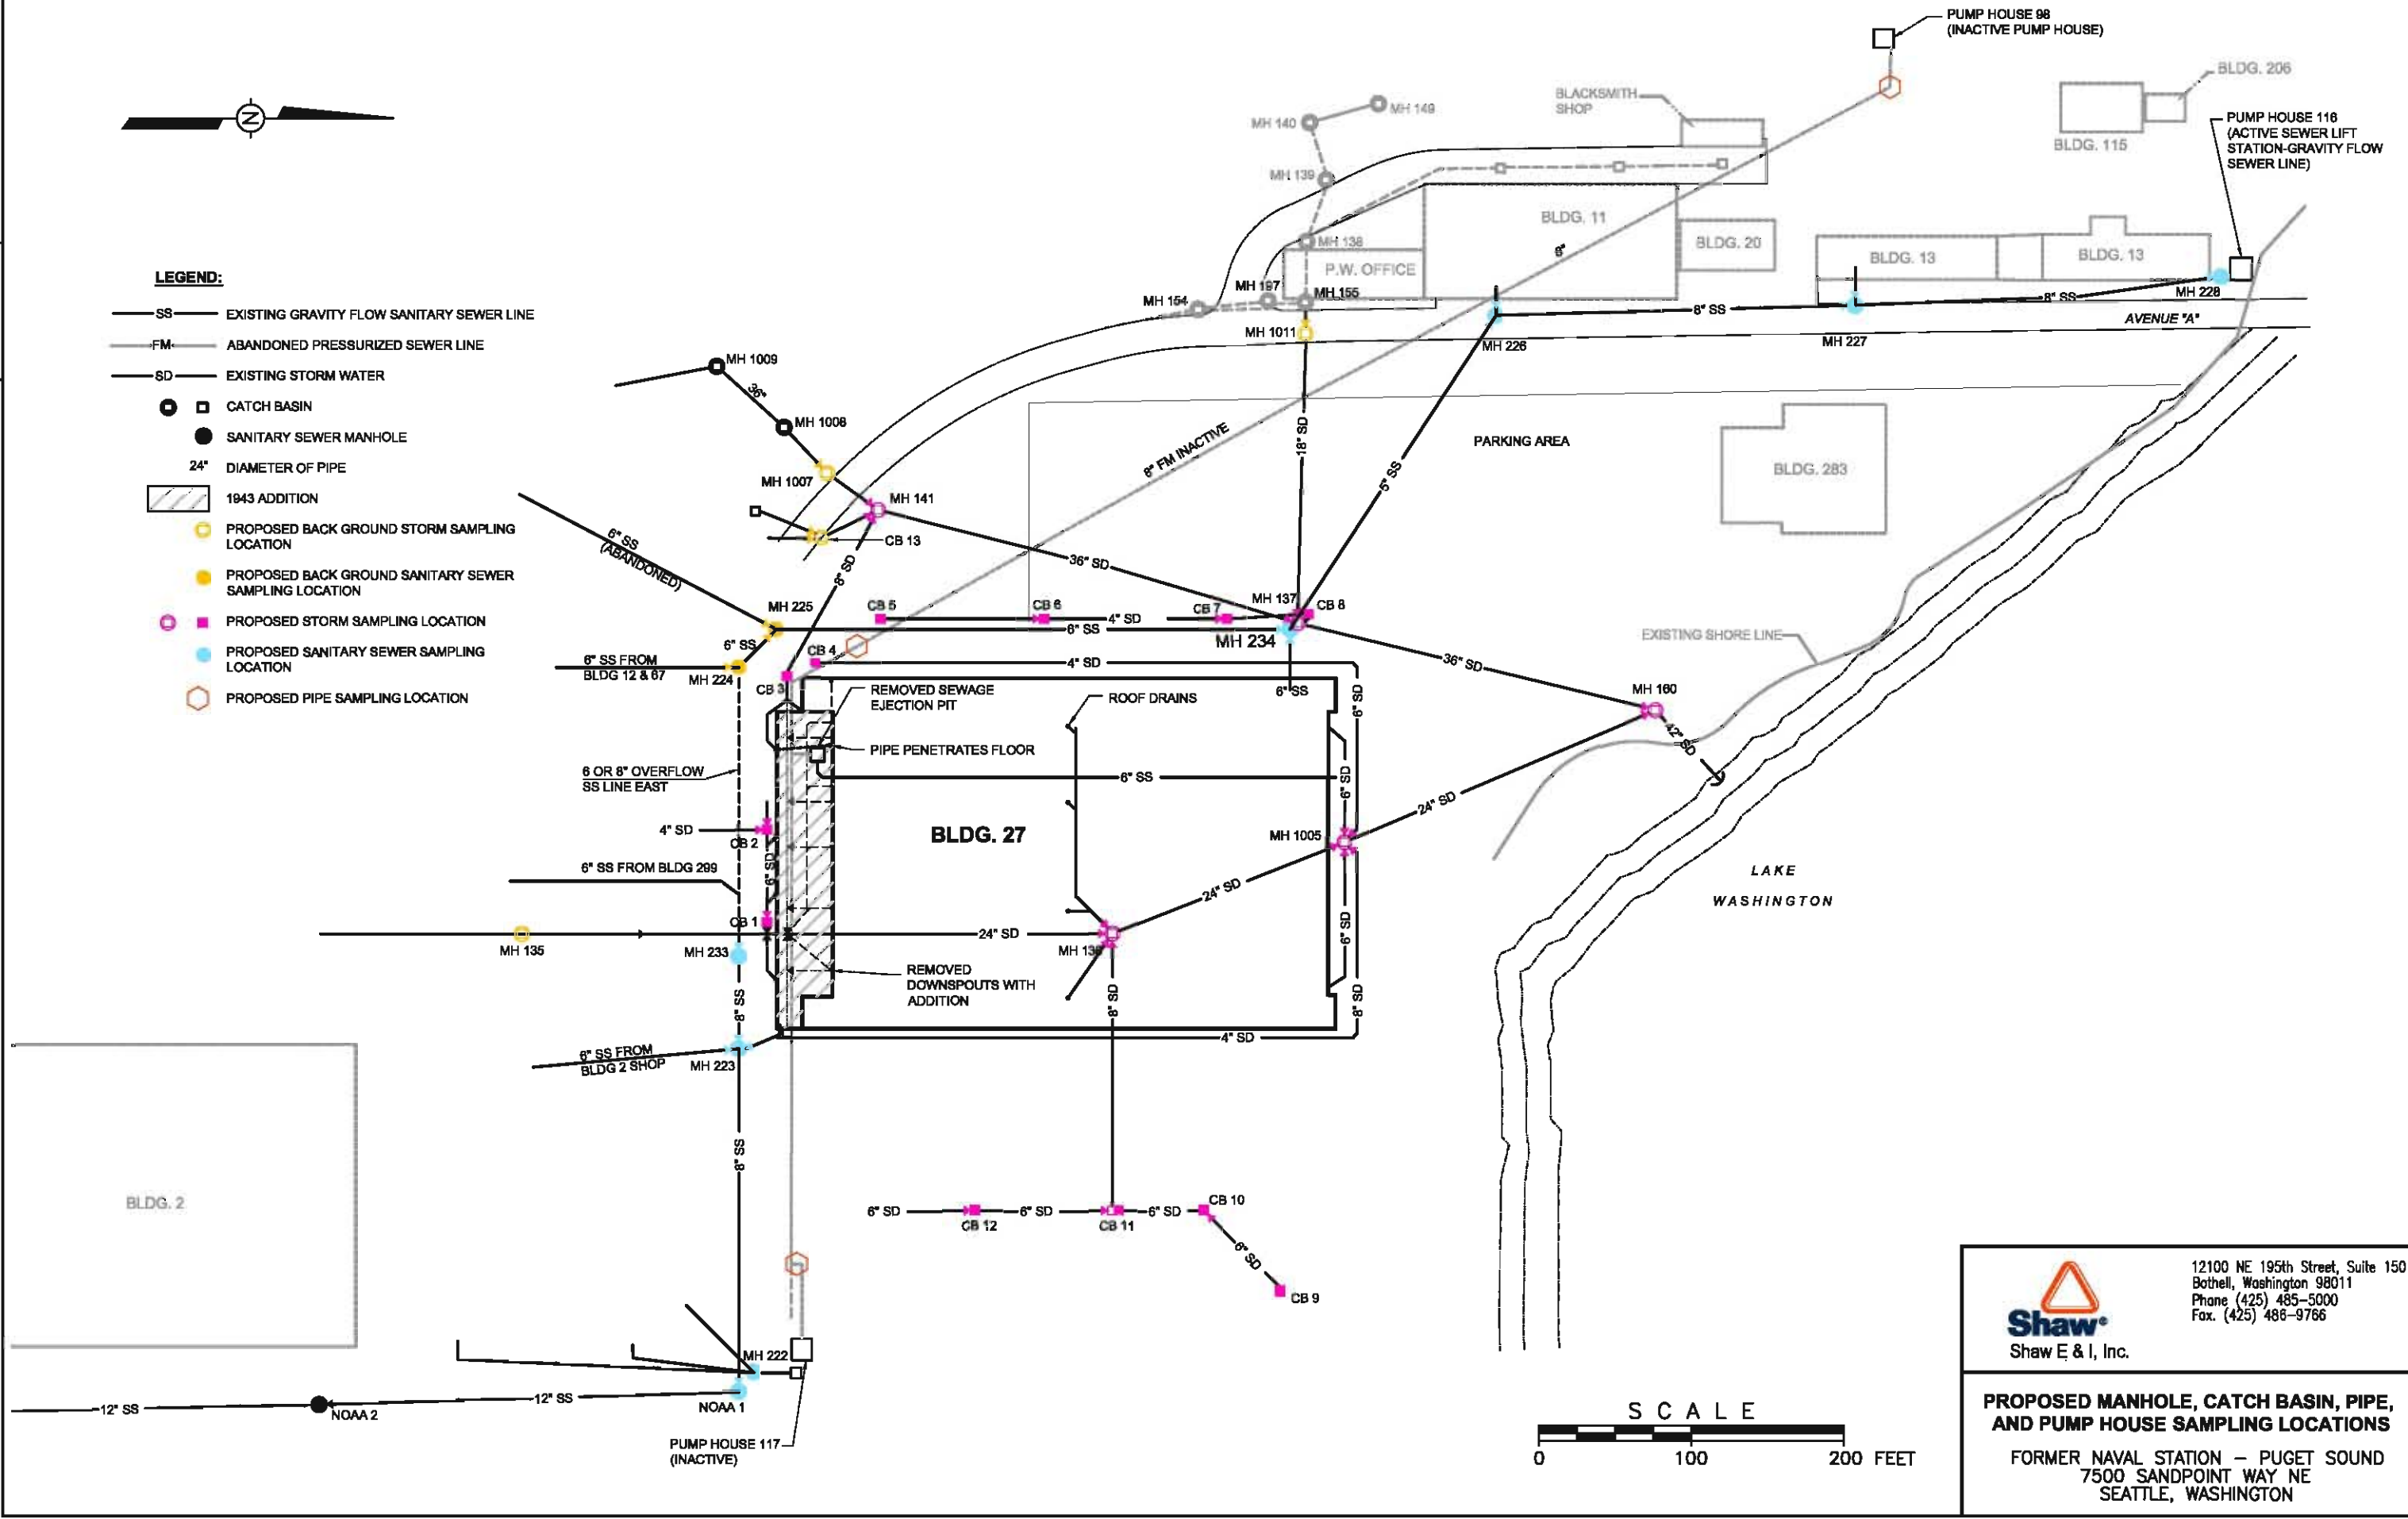 PUMP HOUSE 98
(INACTIVE PUMP HOUSE)
BLDG. 206
BLACKSMITH
SHOP
MH 149
MH 140
PUMP HOUSE 116
(ACTIVE SEWER LIFT
STATION-GRAVITY FLOW
SEWER LINE)
BLDG. 115
MH 139
BLDG. 11
MH 138
BLDG. 20
8"
P.W. OFFICE
BLDG. 13
BLDG. 13
MH 197
MH 155
MH 154
MH 228
8" SS
8" SS
AVENUE "A"
MH 1011
MH 226
MH 227
N
LEGEND:
SS EXISTING GRAVITY FLOW SANITARY SEWER LINE
FM ABANDONED PRESSURIZED SEWER LINE
SD EXISTING STORM WATER
CATCH BASIN
SANITARY SEWER MANHOLE
24" DIAMETER OF PIPE
1943 ADDITION
PROPOSED BACK GROUND STORM SAMPLING
LOCATION
PROPOSED BACK GROUND SANITARY SEWER
SAMPLING LOCATION
PROPOSED STORM SAMPLING LOCATION
PROPOSED SANITARY SEWER SAMPLING
LOCATION
PROPOSED PIPE SAMPLING LOCATION
MH 1009
36"
MH 1008
MH 1007
MH 141
CB 13
8" FM INACTIVE
18" SD
5" SS
PARKING AREA
BLDG. 283
6" SS
(ABANDONED)
8" SD
36" SD
MH 225
CB 5
CB 6
4" SD
CB 7
MH 137
CB 8
6" SS
MH 234
EXISTING SHORE LINE
6" SS
6" SS FROM
BLDG 12 & 67
MH 224
CB 4
4" SD
36" SD
CB 3
REMOVED SEWAGE
EJECTION PIT
ROOF DRAINS
6" SS
6" SD
MH 160
42" SD
PIPE PENETRATES FLOOR
6 OR 8" OVERFLOW
SS LINE EAST
6" SS
6" SD
24" SD
4" SD
CB 2
BLDG. 27
MH 1005
6" SS FROM BLDG 299
6" SD
24" SD
LAKE
WASHINGTON
CB 1
MH 135
MH 233
24" SD
6" SD
REMOVED
DOWNSPOUTS WITH
ADDITION
8" SS
8" SD
8" SD
4" SD
6" SS FROM
BLDG 2 SHOP
MH 223
8" SS
BLDG. 2
6" SD
CB 12
6" SD
CB 11
6" SD
CB 10
6" SD
CB 9
MH 222
12" SS
NOAA 2
12" SS
NOAA 1
PUMP HOUSE 117
(INACTIVE)
SCALE
0 100 200 FEET
Shaw®
Shaw E & I, Inc.
12100 NE 195th Street, Suite 150
Bothell, Washington 98011
Phone (425) 485-5000
Fax. (425) 486-9766
PROPOSED MANHOLE, CATCH BASIN, PIPE,
AND PUMP HOUSE SAMPLING LOCATIONS
FORMER NAVAL STATION – PUGET SOUND
7500 SANDPOINT WAY NE
SEATTLE, WASHINGTON